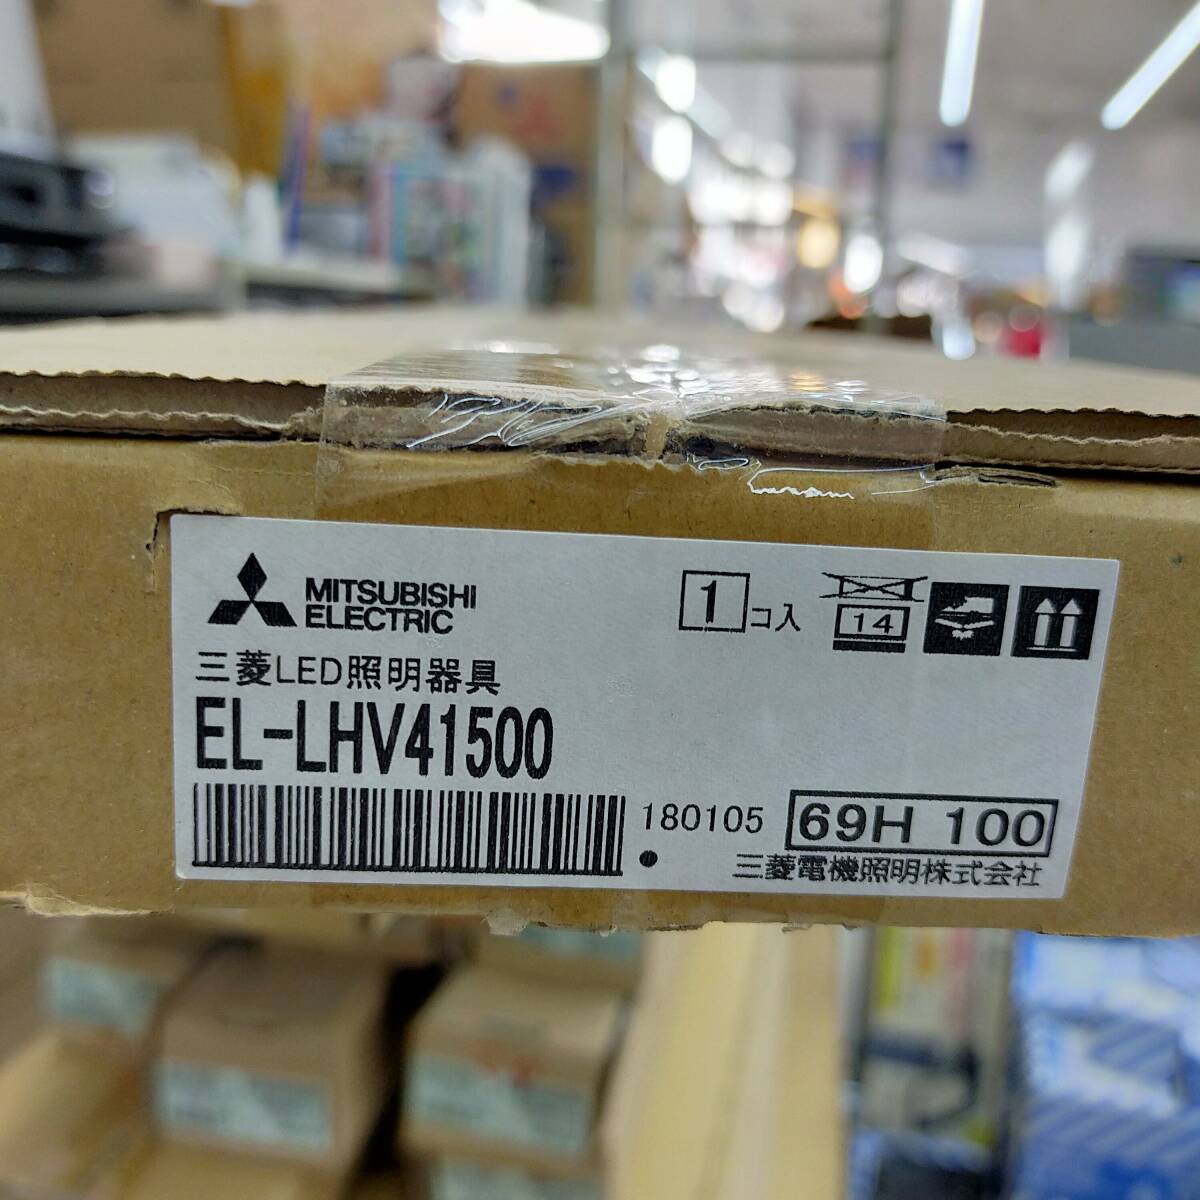 MITSUBISHI
ELECTRIC
1コ入
14
三菱LED照明器具
EL-LHV41500
180105
69H 100
三菱電機照明株式会社